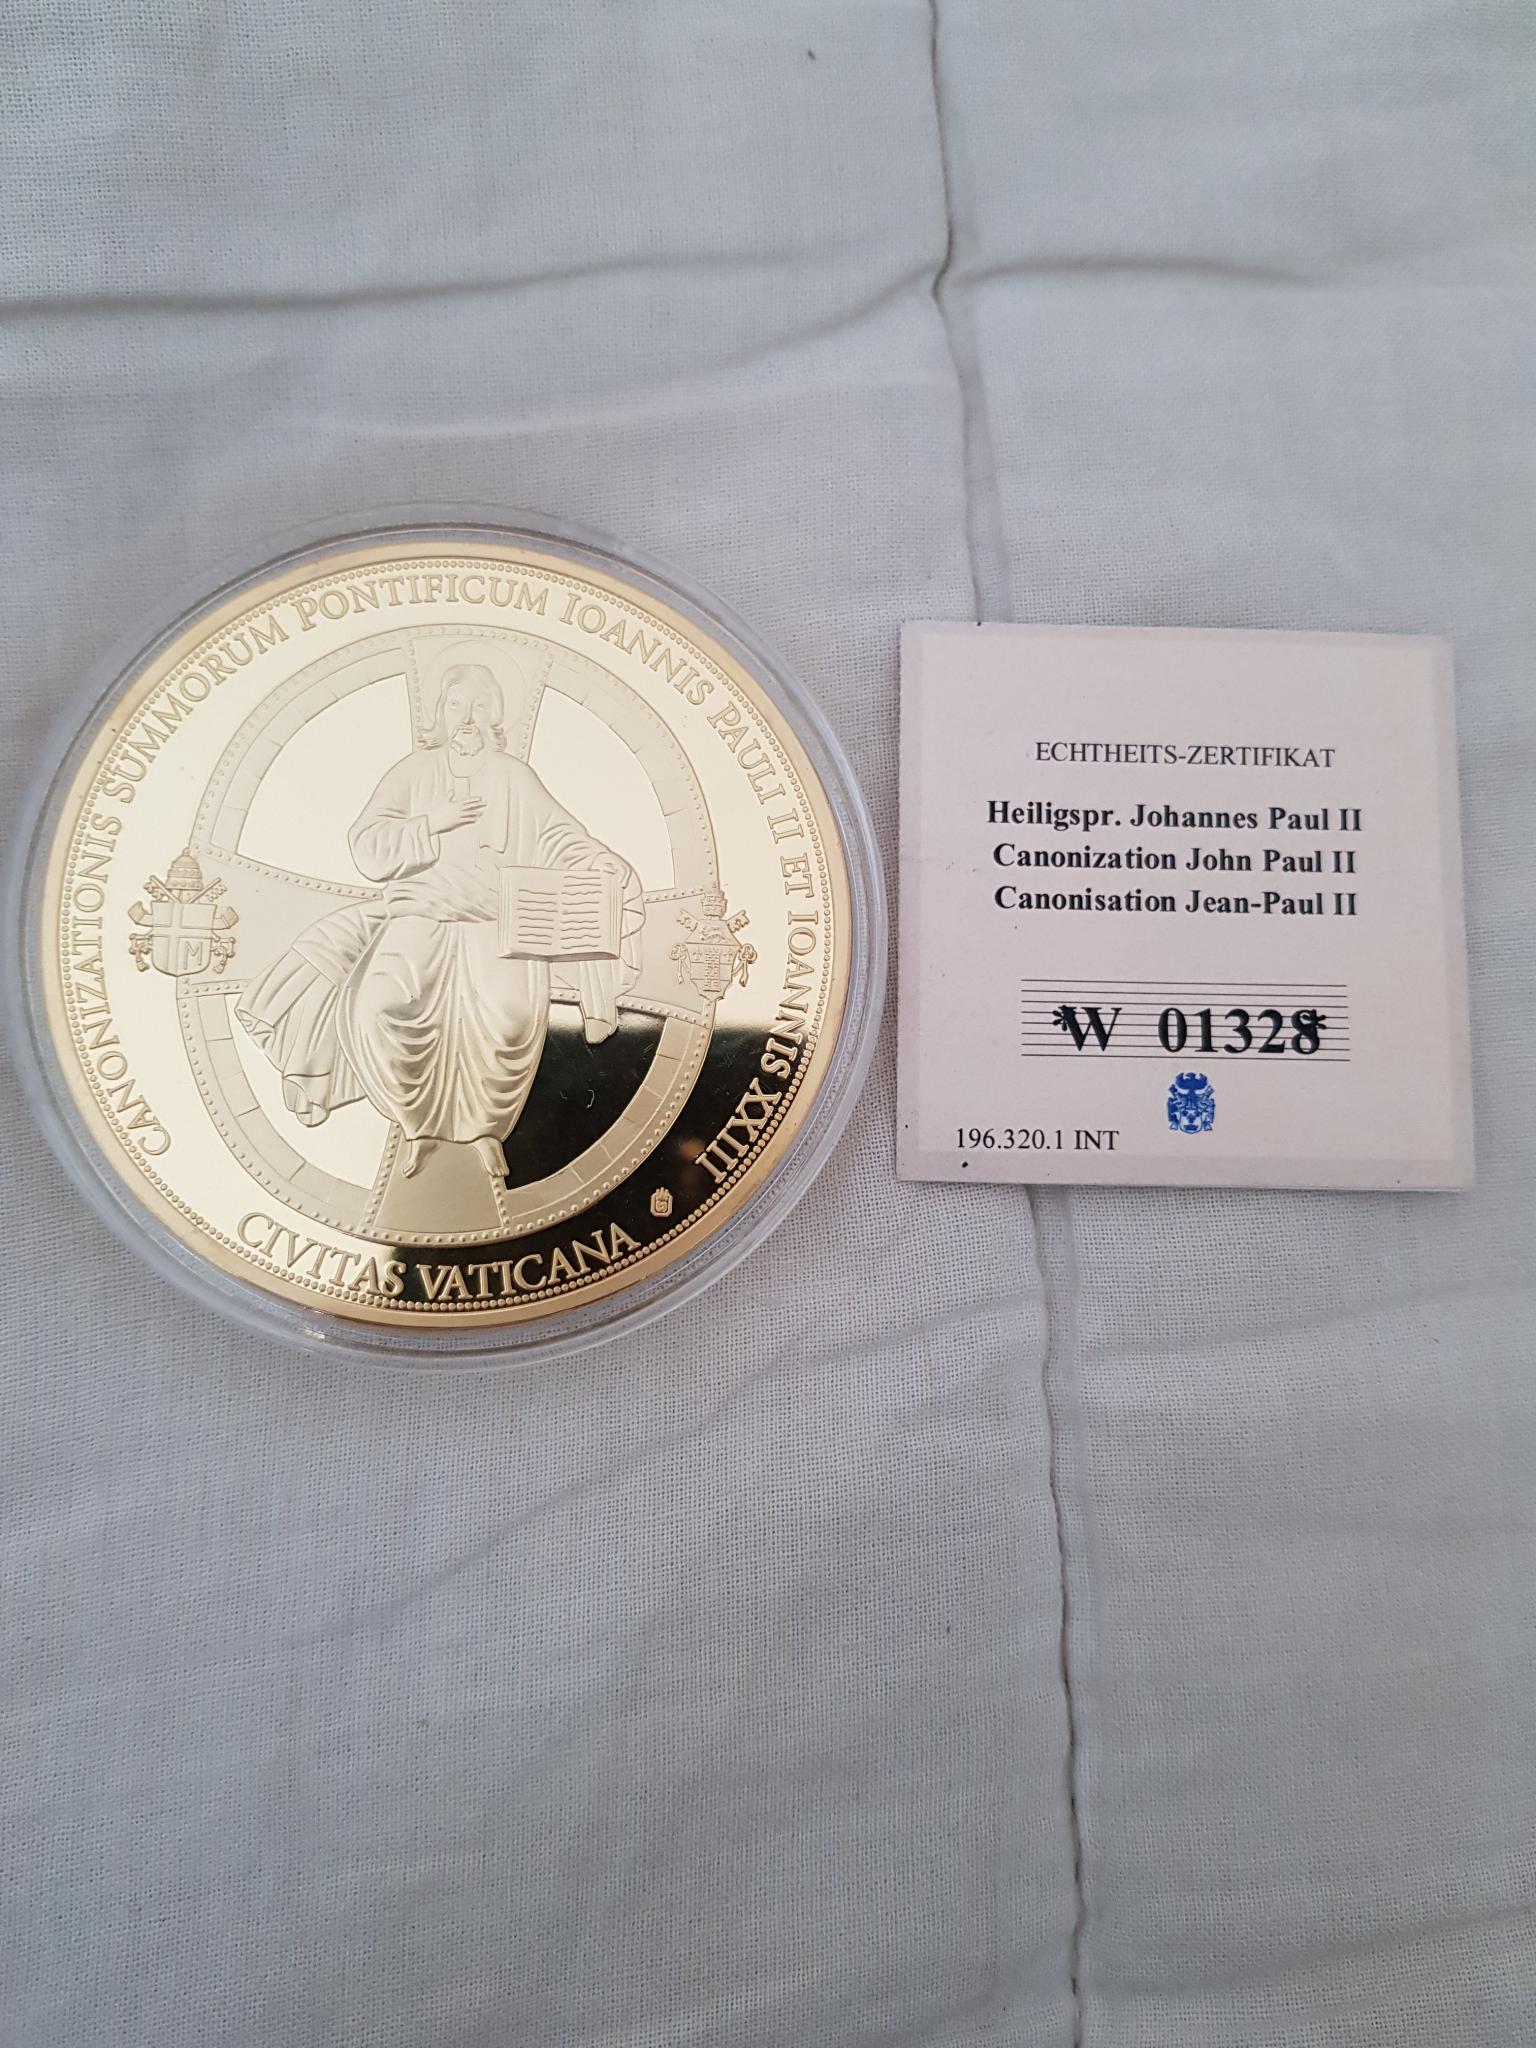 CANONIZATIONIS SUMMORUM PONTIFICUM IOANNIS PAULI II ET IOANNIS XXIII
CIVITAS VATICANA
M
ECHTHEITS-ZERTIFIKAT
Heiligspr. Johannes Paul II
Canonization John Paul II
Canonisation Jean-Paul II
*W 01328*
196.320.1 INT